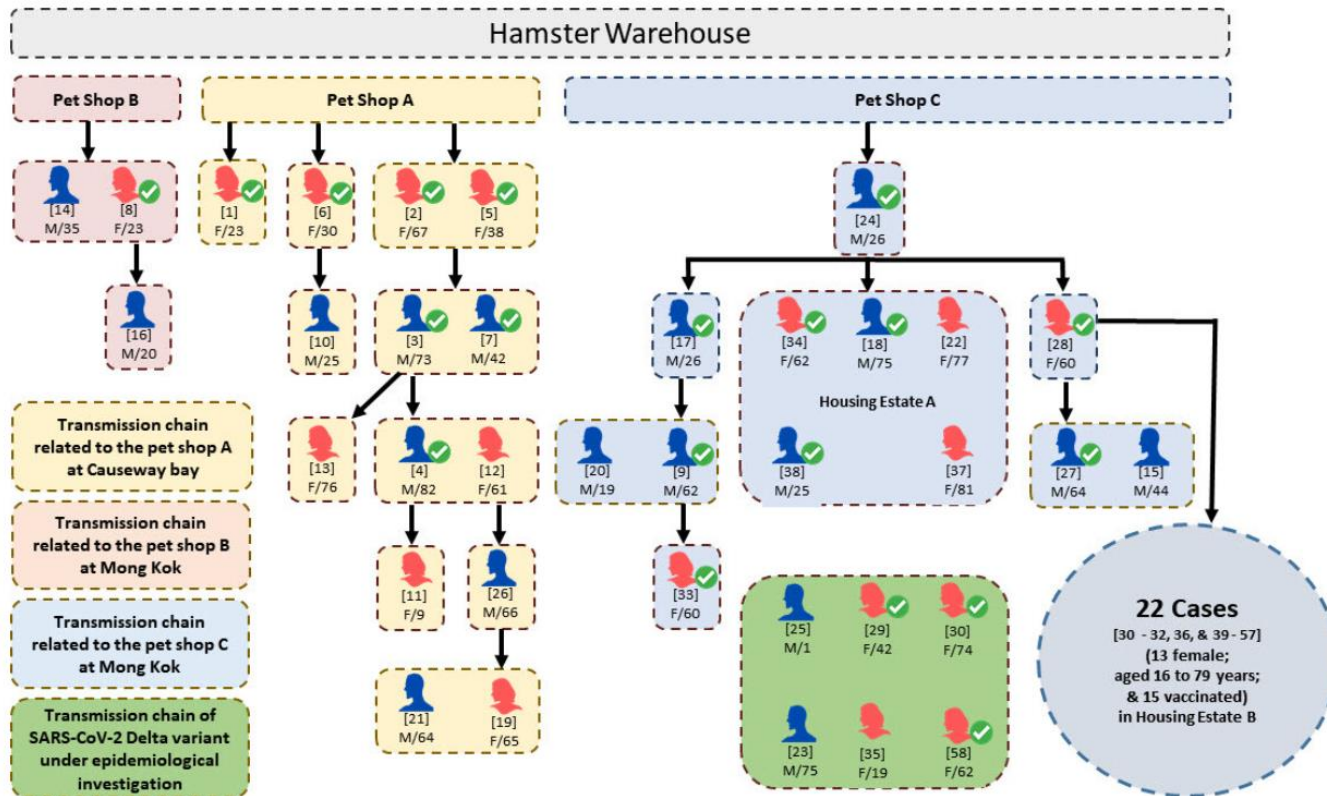 Hamster Warehouse
Pet Shop B
Pet Shop A
Pet Shop C
[14]
M/35
[8]
F/23
[1]
F/23
[6]
F/30
[2]
F/67
[5]
F/38
[24]
M/26
[16]
M/20
[10]
M/25
[3]
M/73
[7]
M/42
[17]
M/26
[34]
F/62
[18]
M/75
[22]
F/77
Housing Estate A
[38]
M/25
[37]
F/81
[28]
F/60
[13]
F/76
[4]
M/82
[12]
F/61
[20]
M/19
[9]
M/62
[27]
M/64
[15]
M/44
[11]
F/9
[26]
M/66
[33]
F/60
[21]
M/64
[19]
F/65
[25]
M/1
[29]
F/42
[30]
F/74
[23]
M/75
[35]
F/19
[58]
F/62
22 Cases
[30 - 32, 36, & 39 - 57]
(13 female;
aged 16 to 79 years;
& 15 vaccinated)
in Housing Estate B
Transmission chain
related to the pet shop A
at Causeway bay
Transmission chain
related to the pet shop B
at Mong Kok
Transmission chain
related to the pet shop C
at Mong Kok
Transmission chain of
SARS-CoV-2 Delta variant
under epidemiological
investigation